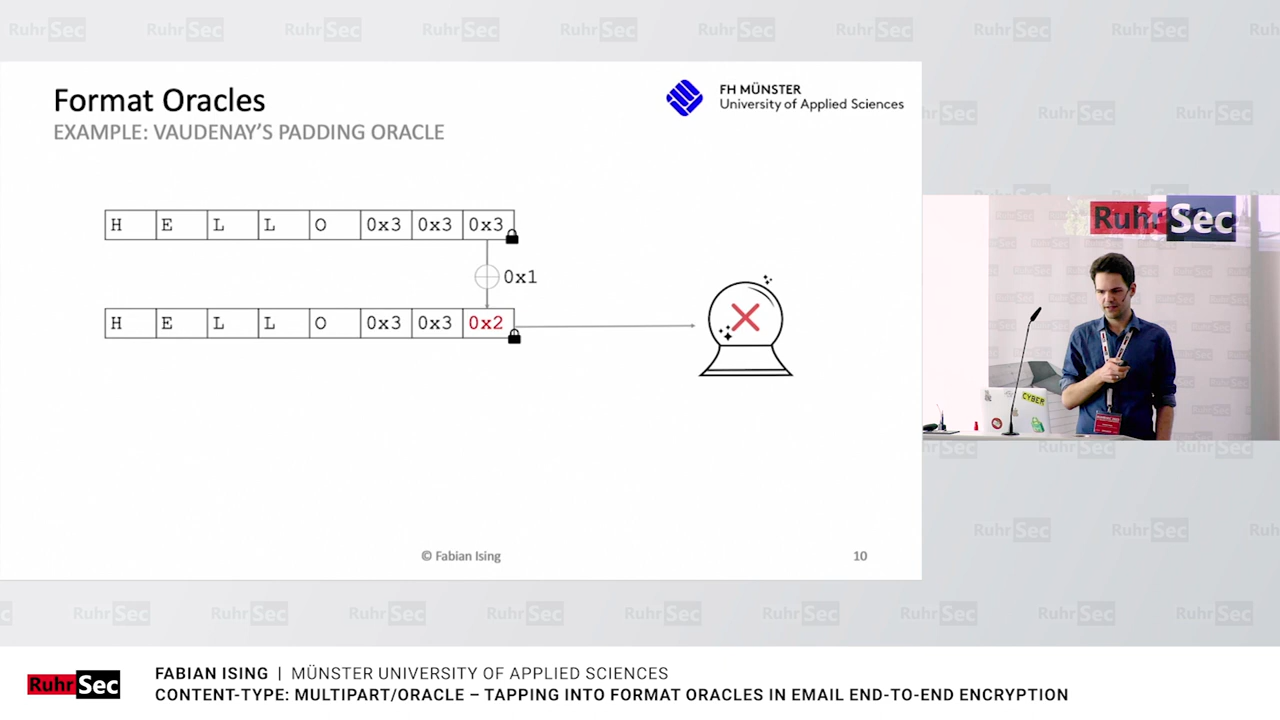 Format Oracles
EXAMPLE: VAUDENAY'S PADDING ORACLE
FH MÜNSTER
University of Applied Sciences
H E L L O 0x3 0x3 0x3
0x1
H E L L O 0x3 0x3 0x2
© Fabian Ising
10
RuhrSec
CYBER
RuhrSec
FABIAN ISING | MÜNSTER UNIVERSITY OF APPLIED SCIENCES
CONTENT-TYPE: MULTIPART/ORACLE – TAPPING INTO FORMAT ORACLES IN EMAIL END-TO-END ENCRYPTION